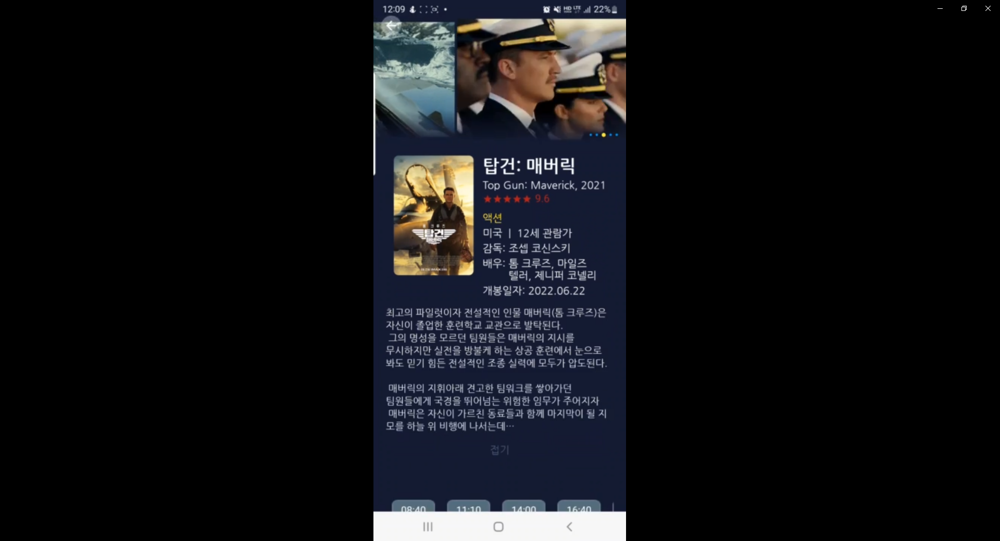 12:09
HD LTE 22%
탑건: 매버릭
Top Gun: Maverick, 2021
★★★★★ 9.6
액션
미국 | 12세 관람가
감독: 조셉 코신스키
배우: 톰 크루즈, 마일즈
텔러, 제니퍼 코넬리
개봉일자: 2022.06.22
톰 크루즈
탑건
매버릭
최고의 파일럿이자 전설적인 인물 매버릭(톰 크루즈)은
자신이 졸업한 훈련학교 교관으로 발탁된다.
그의 명성을 모르던 팀원들은 매버릭의 지시를
무시하지만 실전을 방불케 하는 상공 훈련에서 눈으로
봐도 믿기 힘든 전설적인 조종 실력에 모두가 압도된다.
매버릭의 지휘아래 견고한 팀워크를 쌓아가던
팀원들에게 국경을 뛰어넘는 위험한 임무가 주어지자
매버릭은 자신이 가르친 동료들과 함께 마지막이 될 지
모를 하늘 위 비행에 나서는데…
접기
08:40 11:10 14:00 16:40